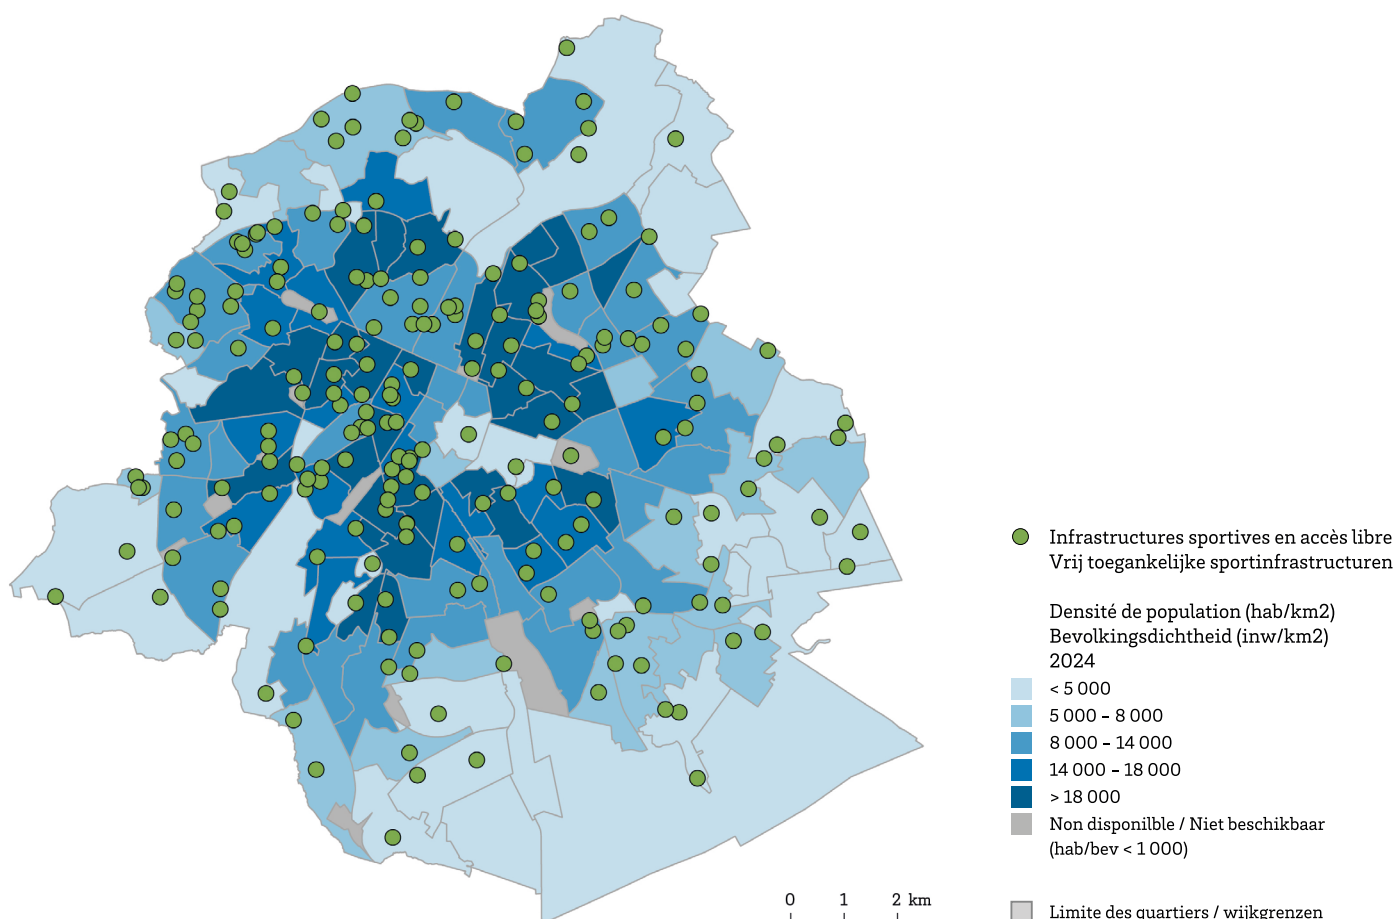 Infrastructures sportives en accès libre
Vrij toegankelijke sportinfrastructuren
Densité de population (hab/km2)
Bevolkingsdichtheid (inw/km2)
2024
< 5 000
5 000 – 8 000
8 000 – 14 000
14 000 – 18 000
> 18 000
Non disponilble / Niet beschikbaar
(hab/bev < 1 000)
0 1 2 km
Limite des quartiers / wijkgrenzen